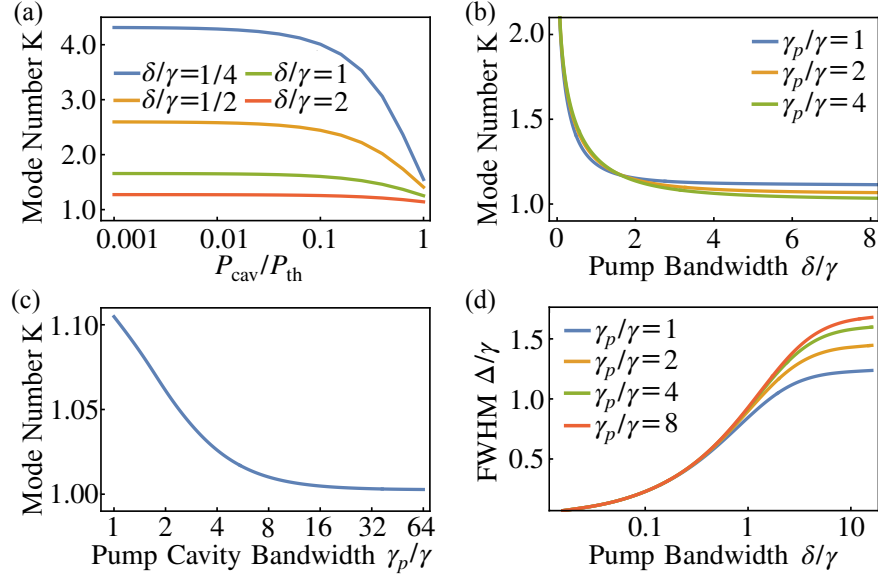 (a)
Mode Number K
4.0
3.0
2.0
1.0
δ/γ=1/4 δ/γ=1
δ/γ=1/2 δ/γ=2
0.001 0.01 0.1 1
P_cav/P_th
(b)
Mode Number K
2.0
1.5
1.0
γ_p/γ=1
γ_p/γ=2
γ_p/γ=4
0 2 4 6 8
Pump Bandwidth δ/γ
(c)
Mode Number K
1.10
1.05
1.00
1 2 4 8 16 32 64
Pump Cavity Bandwidth γ_p/γ
(d)
FWHM Δ/γ
1.5
1.0
0.5
γ_p/γ=1
γ_p/γ=2
γ_p/γ=4
γ_p/γ=8
0.1 1 10
Pump Bandwidth δ/γ